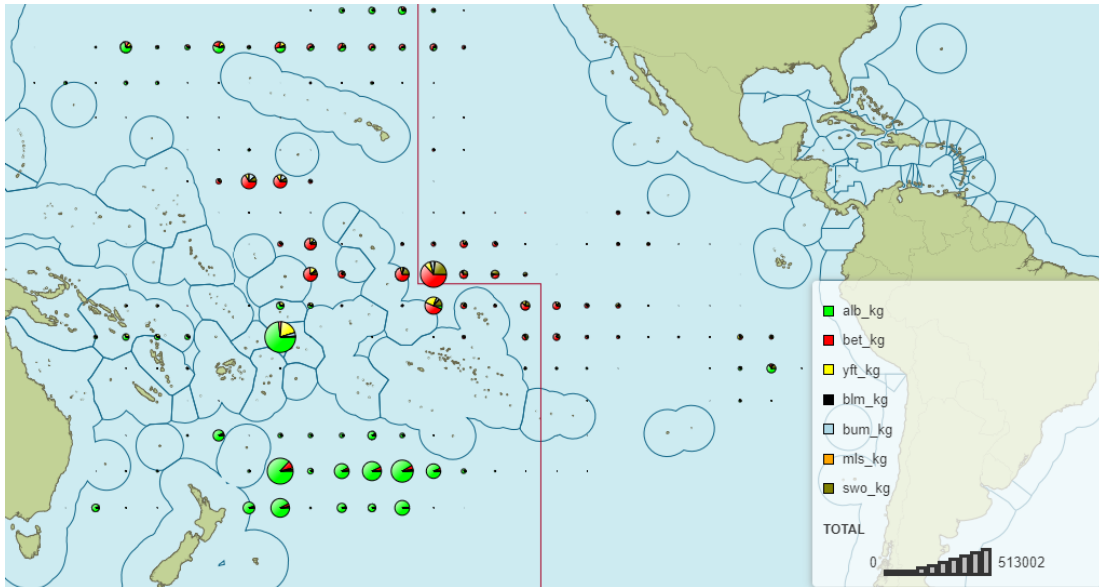 alb_kg
bet_kg
yft_kg
blm_kg
bum_kg
mls_kg
swo_kg
TOTAL
0 513002